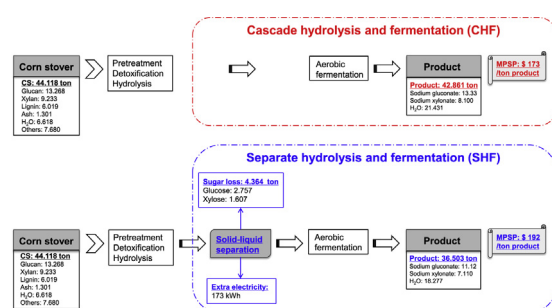 Cascade hydrolysis and fermentation (CHF)
Corn stover
CS: 44.118 ton
Glucan: 13.268
Xylan: 9.233
Lignin: 6.019
Ash: 1.301
H₂O: 6.618
Others: 7.680
Pretreatment
Detoxification
Hydrolysis
Aerobic
fermentation
Product
Product: 42.861 ton
Sodium gluconate: 13.33
Sodium xylonate: 8.100
H₂O: 21.431
MPSP: $ 173
/ton product
Separate hydrolysis and fermentation (SHF)
Sugar loss: 4.364 ton
Glucose: 2.757
Xylose: 1.607
Corn stover
CS: 44.118 ton
Glucan: 13.268
Xylan: 9.233
Lignin: 6.019
Ash: 1.301
H₂O: 6.618
Others: 7.680
Pretreatment
Detoxification
Hydrolysis
Solid-liquid
separation
Extra electricity:
173 kWh
Aerobic
fermentation
Product
Product: 36.503 ton
Sodium gluconate: 11.12
Sodium xylonate: 7.110
H₂O: 18.277
MPSP: $ 192
/ton product